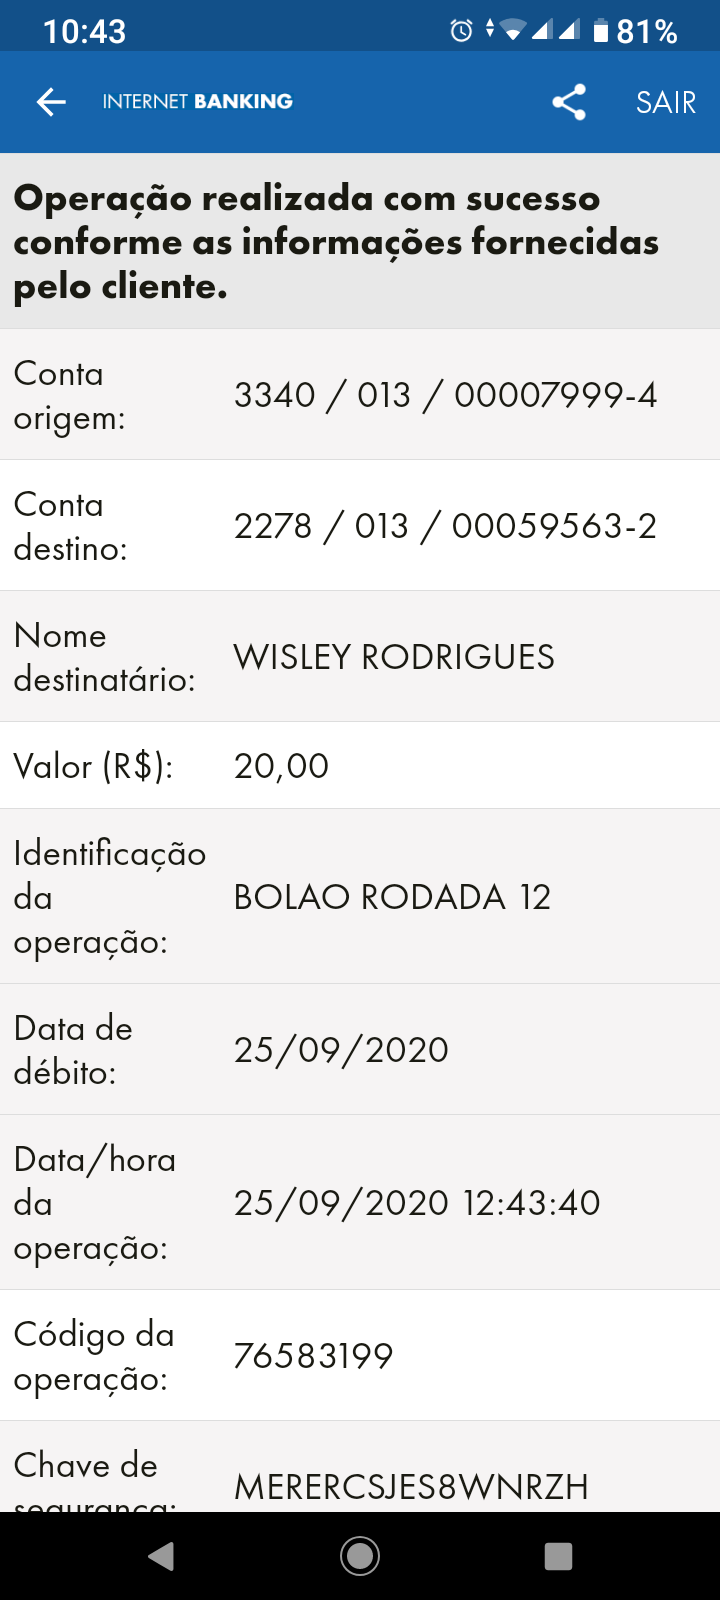 10:43 81%
INTERNET BANKING SAIR
Operação realizada com sucesso
conforme as informações fornecidas
pelo cliente.
Conta
origem: 3340 / 013 / 00007999-4
Conta
destino: 2278 / 013 / 00059563-2
Nome
destinatário: WISLEY RODRIGUES
Valor (R$): 20,00
Identificação
da
operação: BOLAO RODADA 12
Data de
débito: 25/09/2020
Data/hora
da
operação: 25/09/2020 12:43:40
Código da
operação: 76583199
Chave de
segurança: MERERCSJES8WNRZH